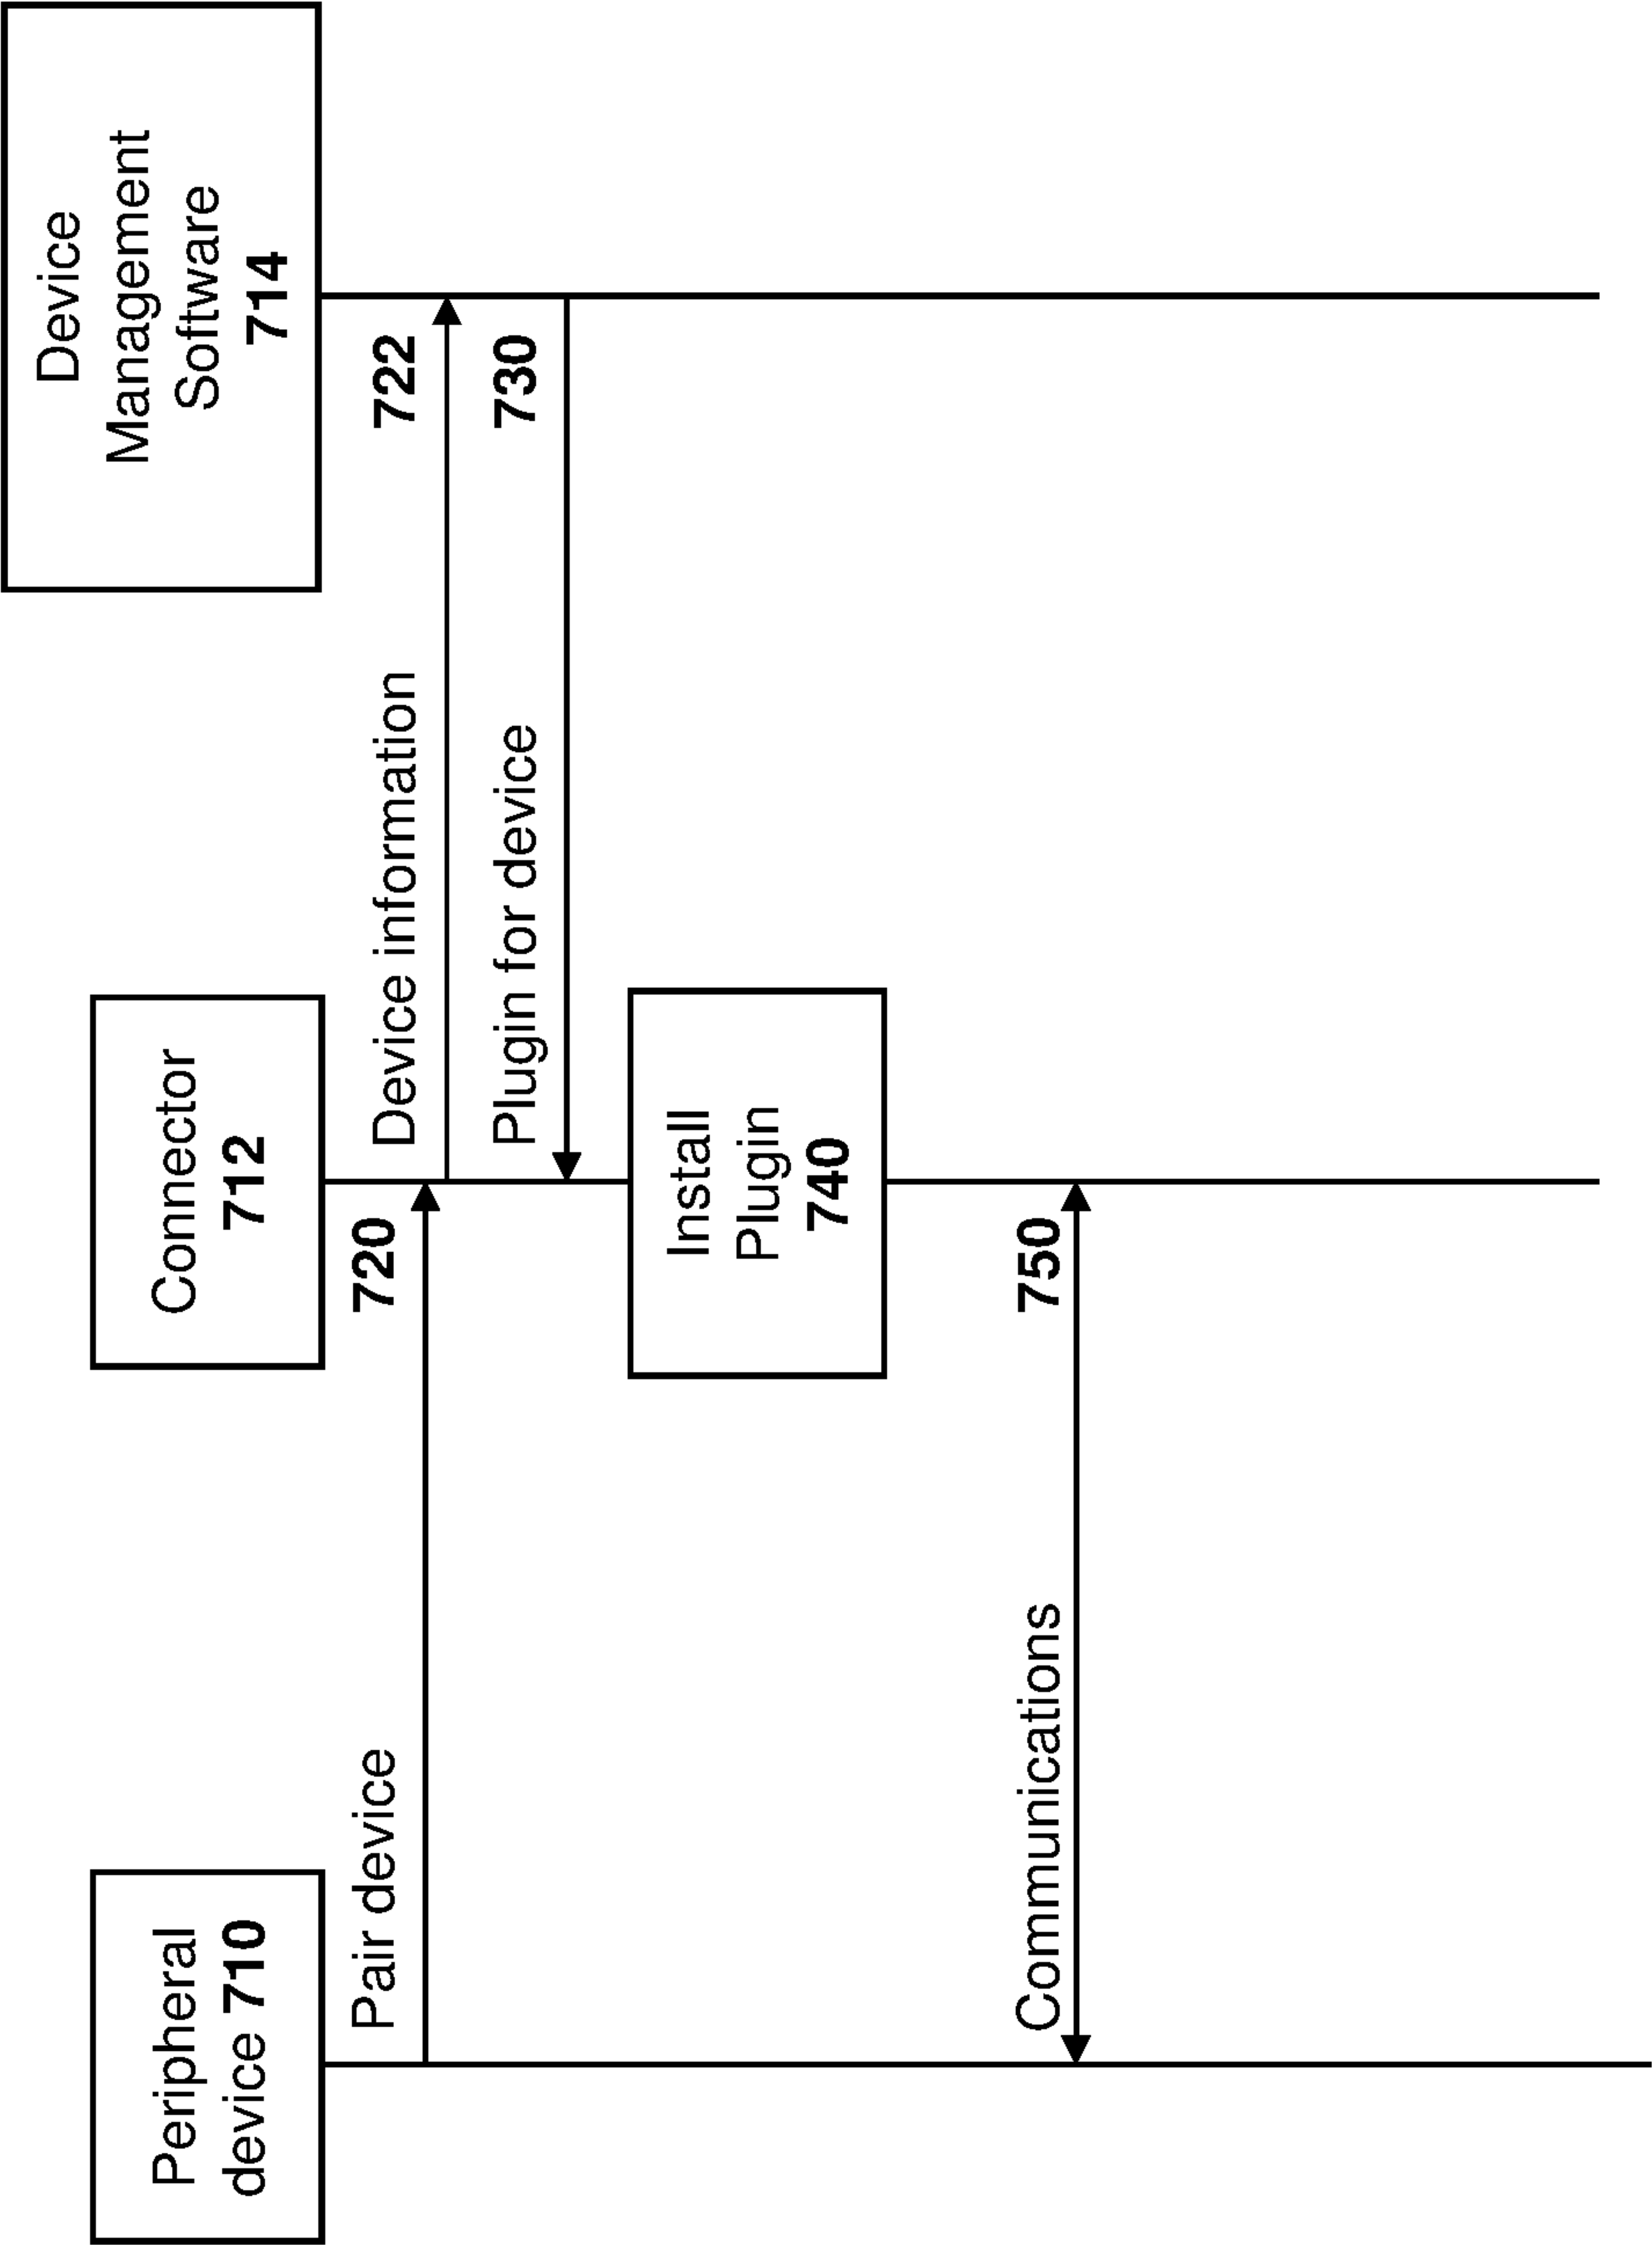 Peripheral
device 710
Connector
712
Device
Management
Software
714
Pair device
720
Device information
722
Plugin for device
730
Install
Plugin
740
Communications
750